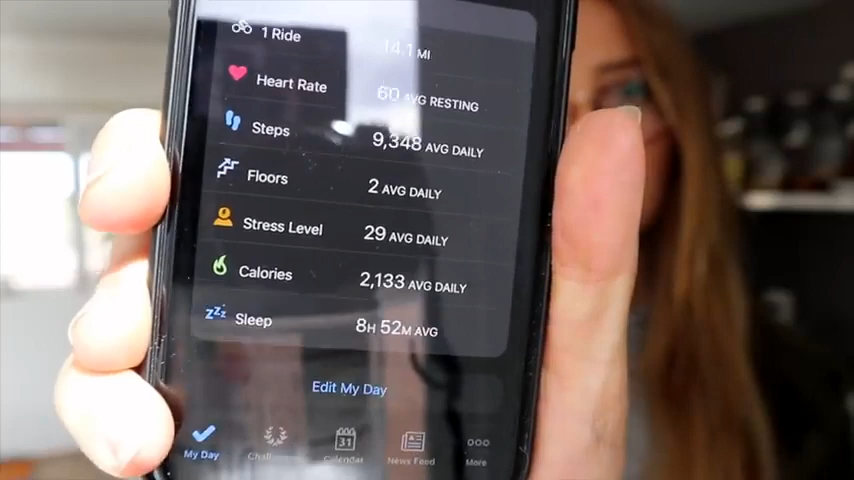 1 Ride 14.1 MI
Heart Rate 60 AVG RESTING
Steps 9,348 AVG DAILY
Floors 2 AVG DAILY
Stress Level 29 AVG DAILY
Calories 2,133 AVG DAILY
zzz Sleep 8H 52M AVG
Edit My Day
31
My Day Calendar News Feed More